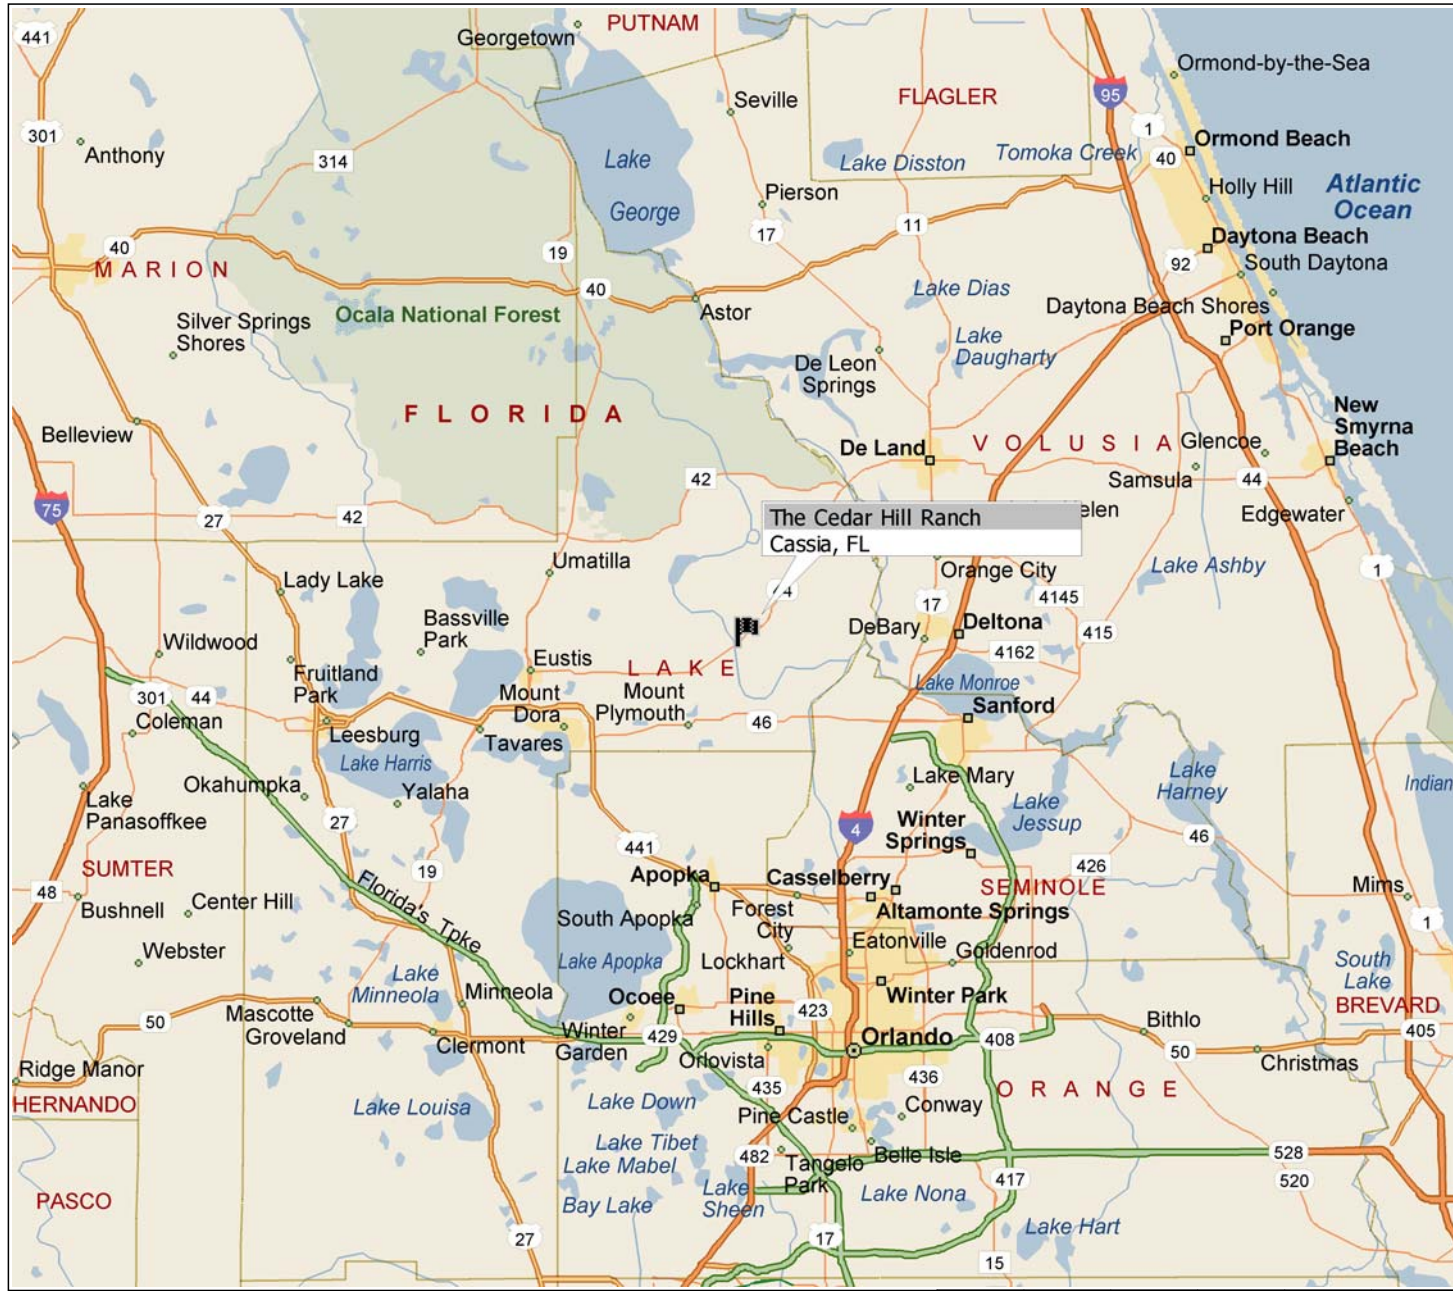 441
Georgetown
PUTNAM
Ormond-by-the-Sea
Seville
FLAGLER
95
301
Anthony
314
Lake
George
Lake Disston
Tomoka Creek
1
40
Ormond Beach
Holly Hill
Atlantic
Ocean
Pierson
17
11
40
MARION
19
92
Daytona Beach
South Daytona
40
Lake Dias
Daytona Beach Shores
Ocala National Forest
Astor
Silver Springs
Shores
Port Orange
Lake
Daugharty
De Leon
Springs
FLORIDA
New
Smyrna
Beach
Belleview
De Land
VOLUSIA
Glencoe
Samsula
44
42
75
27
42
The Cedar Hill Ranch
Cassia, FL
elen
Edgewater
Umatilla
Orange City
Lake Ashby
1
Lady Lake
44
17
4145
Bassville
Park
DeBary
Deltona
415
Wildwood
4162
Eustis
LAKE
Fruitland
Park
301
44
Mount
Dora
Mount
Plymouth
Lake Monroe
Sanford
Coleman
Leesburg
Tavares
46
Lake Harris
Okahumpka
Yalaha
Lake Mary
Lake
Harney
Indian
Lake
Panasoffkee
27
Lake
Jessup
Winter
Springs
4
46
441
SUMTER
19
Apopka
Casselberry
426
SEMINOLE
Mims
48
Bushnell
Center Hill
Florida's Tpke
South Apopka
Forest
City
Altamonte Springs
1
Webster
Eatonville
Goldenrod
Lake Apopka
Lockhart
South
Lake
Lake
Minneola
Minneola
Ocoee
Pine
Hills
Winter Park
BREVARD
50
Mascotte
Groveland
423
Bithlo
405
Clermont
Winter
Garden
429
Orlovista
Orlando
408
50
Christmas
Ridge Manor
HERNANDO
435
436
ORANGE
Lake Louisa
Lake Down
Pine Castle
Conway
Lake Tibet
Lake Mabel
482
Tangelo
Park
Belle Isle
528
520
417
PASCO
Bay Lake
Lake
Sheen
Lake Nona
Lake Hart
27
17
15